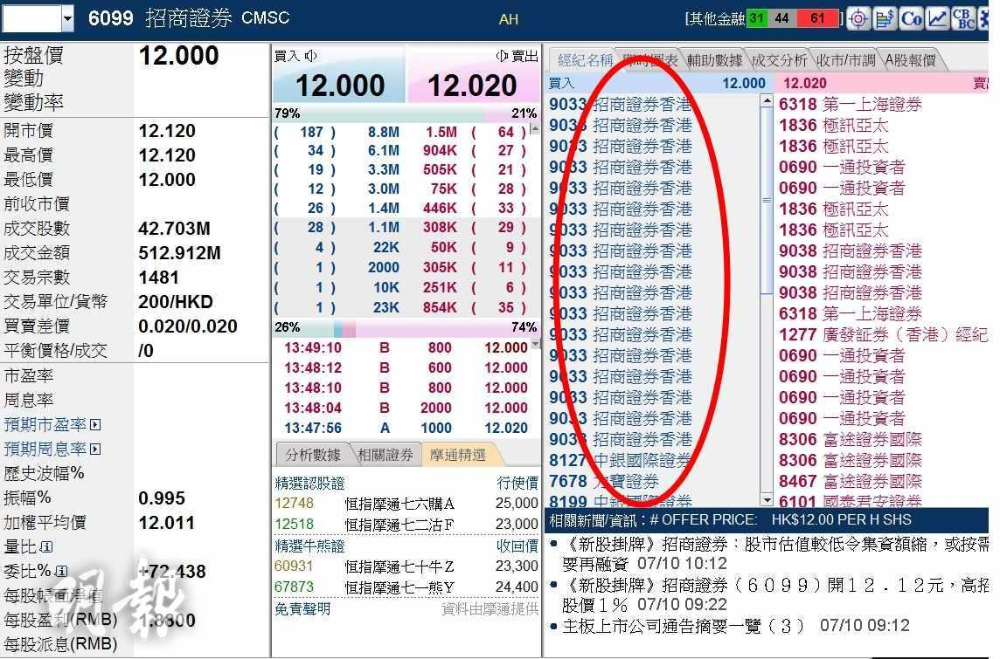 6099 招商證券 CMSC AH [其他金融 31 44 61 ] Co CB BC
按盤價 12.000
變動
變動率
開市價 12.120
最高價 12.120
最低價 12.000
前收市價
成交股數 42.703M
成交金額 512.912M
交易宗數 1481
交易單位/貨幣 200/HKD
買賣差價 0.020/0.020
平衡價格/成交 /0
市盈率
周息率
預期市盈率
預期周息率
歷史波幅%
振幅% 0.995
加權平均價 12.011
量比
委比% +72.438
每股帳面淨值
每股盈利(RMB) 1.8800
每股派息(RMB)
明報
買入 賣出
12.000 12.020
79% 21%
( 187 ) 8.8M 1.5M ( 64 )
( 34 ) 6.1M 904K ( 27 )
( 19 ) 3.3M 505K ( 21 )
( 12 ) 3.0M 75K ( 28 )
( 26 ) 1.4M 446K ( 33 )
( 28 ) 1.1M 308K ( 29 )
( 4 ) 22K 50K ( 9 )
( 1 ) 2000 305K ( 11 )
( 1 ) 10K 251K ( 6 )
( 1 ) 23K 854K ( 35 )
26% 74%
13:49:10 B 800 12.000
13:48:12 B 600 12.000
13:48:10 B 800 12.000
13:48:04 B 2000 12.000
13:47:56 A 1000 12.020
分析數據 相關證券 摩通精選
精選認股證 行使價
12748 恒指摩通七六購A 25,000
12518 恒指摩通七二沽F 23,000
精選牛熊證 收回價
60931 恒指摩通七十牛Z 23,300
67873 恒指摩通七一熊Y 24,400
免責聲明 資料由摩通提供
經紀名稱 即時圖表 輔助數據 成交分析 收市/市調 A股報價
買入 12.000 12.020 賣出
9033 招商證券香港 6318 第一上海證券
9033 招商證券香港 1836 極訊亞太
9033 招商證券香港 1836 極訊亞太
9033 招商證券香港 0690 一通投資者
9033 招商證券香港 0690 一通投資者
9033 招商證券香港 1836 極訊亞太
9033 招商證券香港 1836 極訊亞太
9033 招商證券香港 9038 招商證券香港
9033 招商證券香港 9038 招商證券香港
9033 招商證券香港 9038 招商證券香港
9033 招商證券香港 6318 第一上海證券
9033 招商證券香港 1277 廣發証券（香港）經紀
9033 招商證券香港 0690 一通投資者
9033 招商證券香港 0690 一通投資者
9033 招商證券香港 0690 一通投資者
9033 招商證券香港 0690 一通投資者
9033 招商證券香港 8306 富途證券國際
8127 中銀國際證券 8306 富途證券國際
7678 力寶證券 8467 富途證券國際
8199 中銀國際證券 6101 國泰君安證券
相關新聞/資訊：# OFFER PRICE: HK$12.00 PER H SHS
•《新股掛牌》招商證券：股市估值較低令集資額縮，或按需
要再融資 07/10 10:12
•《新股掛牌》招商證券（６０９９）開１２．１２元，高招
股價１％ 07/10 09:22
•主板上市公司通告摘要一覽（３） 07/10 09:12